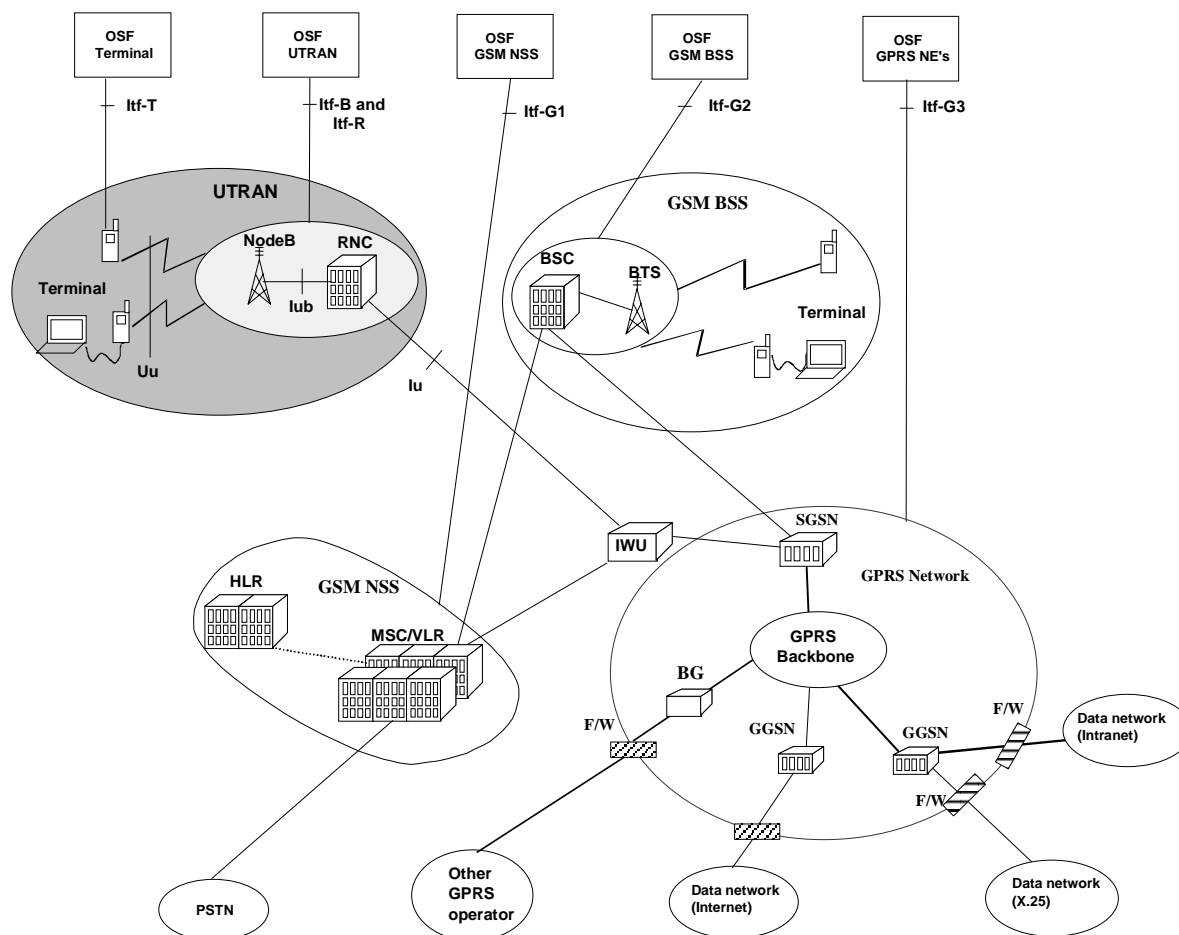 OSF
Terminal
OSF
UTRAN
OSF
GSM NSS
OSF
GSM BSS
OSF
GPRS NE's
Itf-T
Itf-B and
Itf-R
Itf-G1
Itf-G2
Itf-G3
UTRAN
GSM BSS
NodeB
RNC
BSC
BTS
Terminal
Iub
Terminal
Uu
Iu
SGSN
IWU
GPRS Network
HLR
GSM NSS
MSC/VLR
GPRS
Backbone
BG
F/W
GGSN
GGSN
F/W
Data network
(Intranet)
F/W
Other
GPRS
operator
PSTN
Data network
(Internet)
Data network
(X.25)